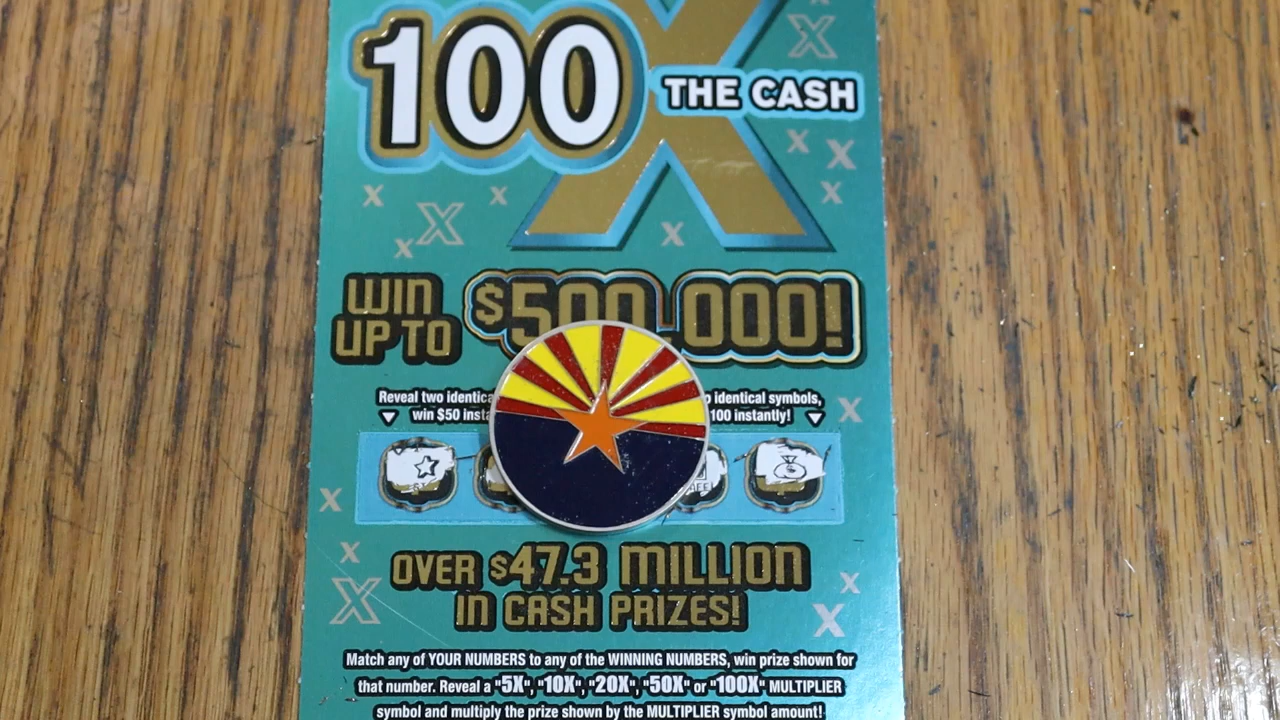 100X
THE CASH
WIN
UP TO
$500,000!
Reveal two
identical symbols,
win $50
100 instantly!
OVER $47.3 MILLION
IN CASH PRIZES!
Match any of YOUR NUMBERS to any of the WINNING NUMBERS, win prize shown for
that number. Reveal a "5X", "10X", "20X", "50X" or "100X" MULTIPLIER
symbol and multiply the prize shown by the MULTIPLIER symbol amount!